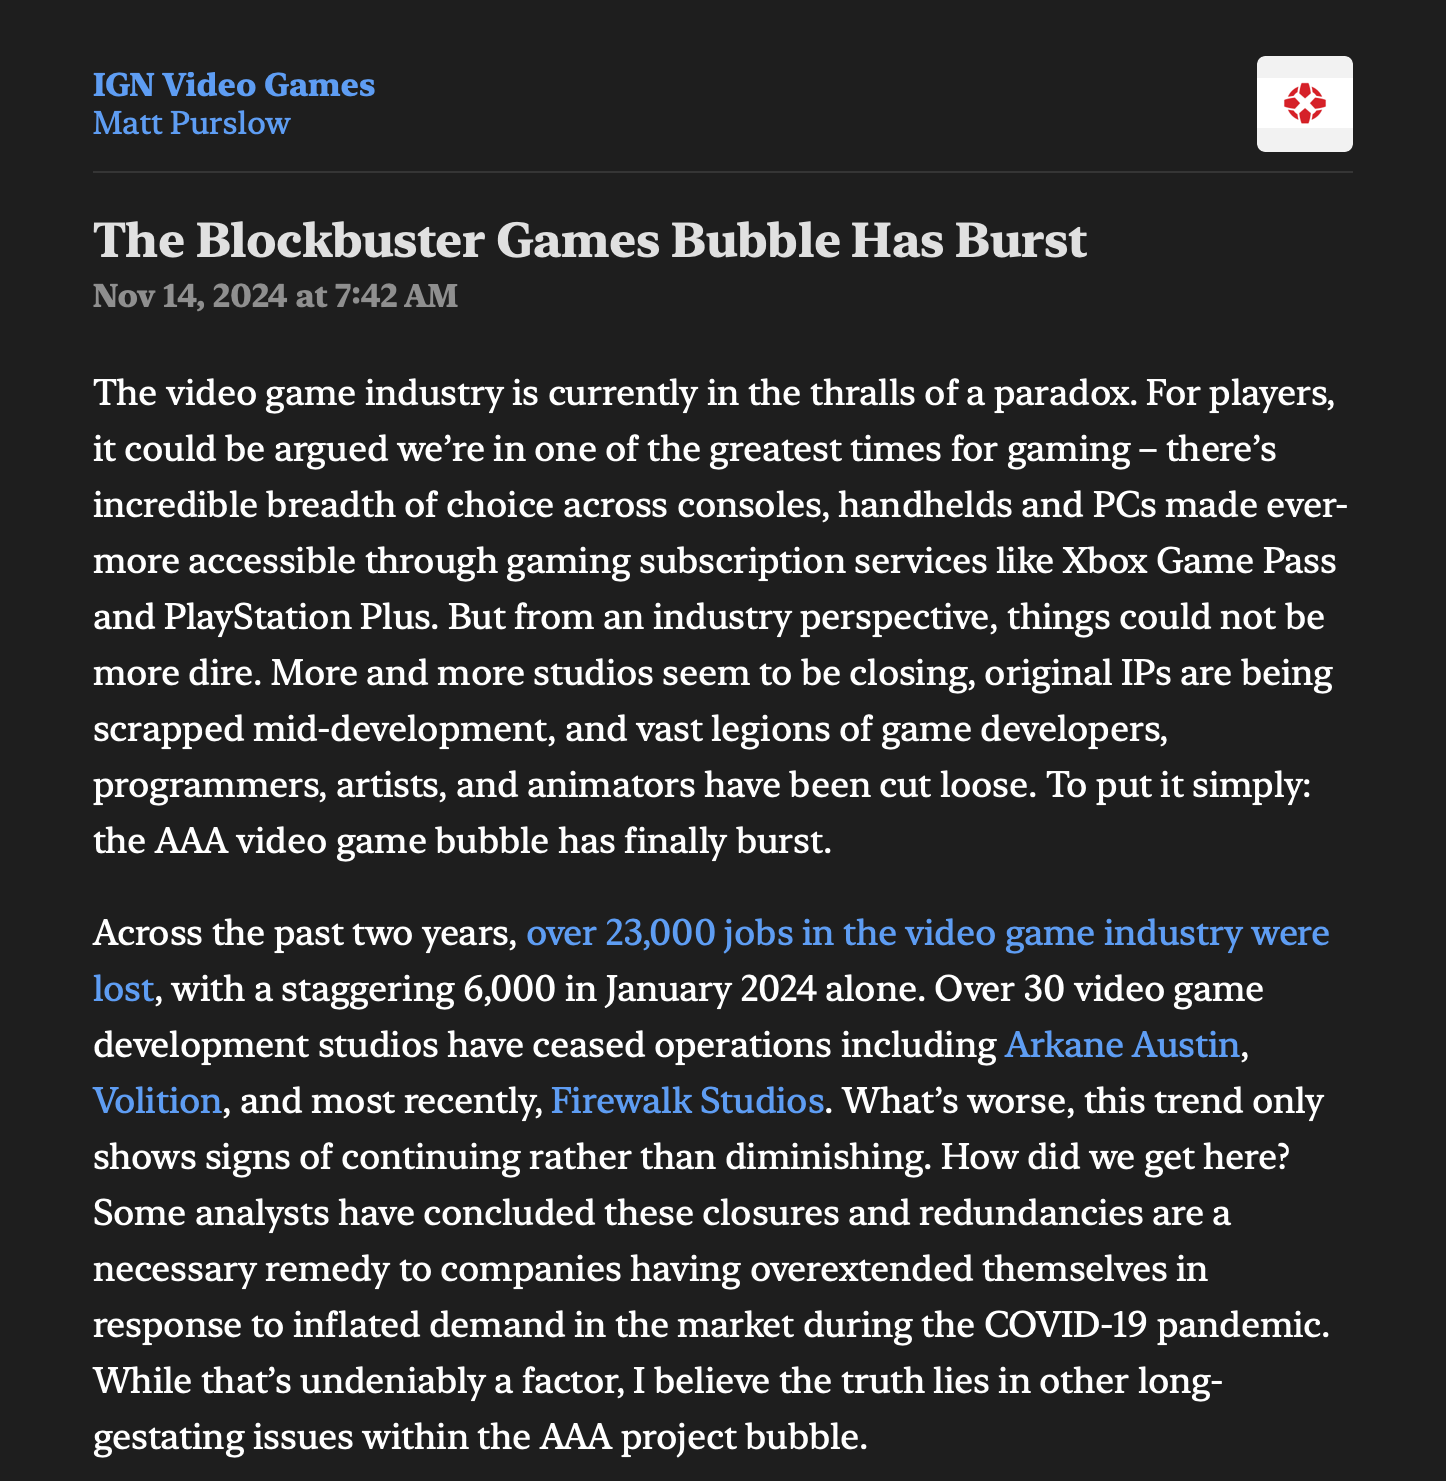 IGN Video Games
Matt Purslow
The Blockbuster Games Bubble Has Burst
Nov 14, 2024 at 7:42 AM
The video game industry is currently in the thralls of a paradox. For players,
it could be argued we’re in one of the greatest times for gaming – there’s
incredible breadth of choice across consoles, handhelds and PCs made ever-
more accessible through gaming subscription services like Xbox Game Pass
and PlayStation Plus. But from an industry perspective, things could not be
more dire. More and more studios seem to be closing, original IPs are being
scrapped mid-development, and vast legions of game developers,
programmers, artists, and animators have been cut loose. To put it simply:
the AAA video game bubble has finally burst.
Across the past two years, over 23,000 jobs in the video game industry were
lost, with a staggering 6,000 in January 2024 alone. Over 30 video game
development studios have ceased operations including Arkane Austin,
Volition, and most recently, Firewalk Studios. What’s worse, this trend only
shows signs of continuing rather than diminishing. How did we get here?
Some analysts have concluded these closures and redundancies are a
necessary remedy to companies having overextended themselves in
response to inflated demand in the market during the COVID-19 pandemic.
While that’s undeniably a factor, I believe the truth lies in other long-
gestating issues within the AAA project bubble.